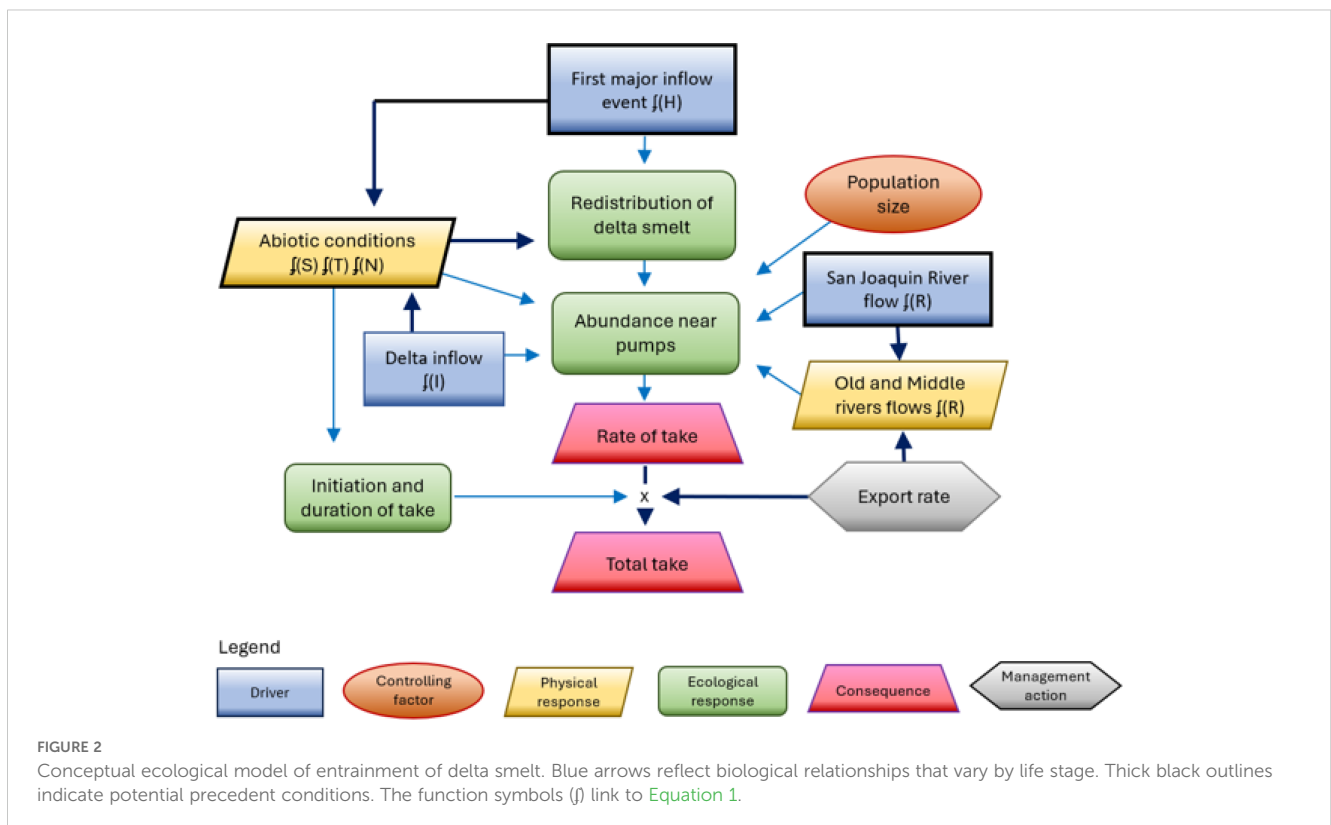 First major inflow
event ʃ(H)
Population
size
Redistribution of
delta smelt
Abiotic conditions
ʃ(S) ʃ(T) ʃ(N)
San Joaquin River
flow ʃ(R)
Abundance near
pumps
Delta inflow
ʃ(I)
Old and Middle
rivers flows ʃ(R)
Rate of take
Initiation and
duration of take
x
Export rate
Total take
Legend
Driver
Controlling
factor
Physical
response
Ecological
response
Consequence
Management
action
FIGURE 2
Conceptual ecological model of entrainment of delta smelt. Blue arrows reflect biological relationships that vary by life stage. Thick black outlines
indicate potential precedent conditions. The function symbols (ʃ) link to Equation 1.